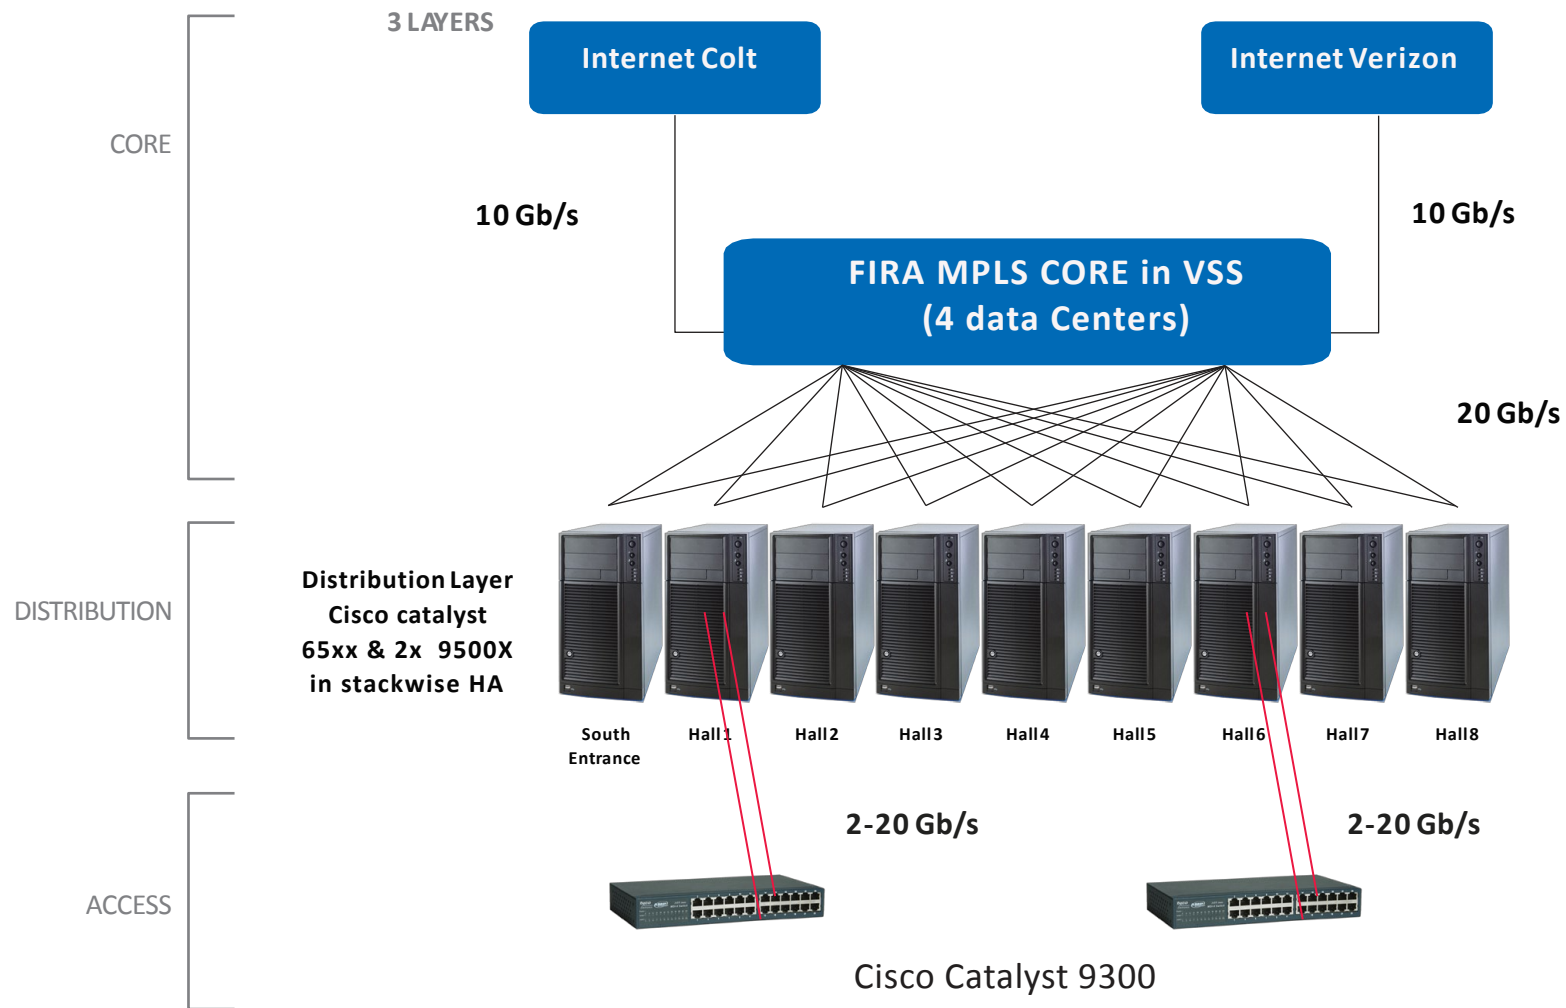 3 LAYERS
Internet Colt
Internet Verizon
CORE
10 Gb/s
10 Gb/s
FIRA MPLS CORE in VSS
(4 data Centers)
20 Gb/s
DISTRIBUTION
Distribution Layer
Cisco catalyst
65xx & 2x 9500X
in stackwise HA
South
Entrance
Hall1
Hall2
Hall3
Hall4
Hall5
Hall6
Hall7
Hall8
2-20 Gb/s
2-20 Gb/s
ACCESS
Cisco Catalyst 9300